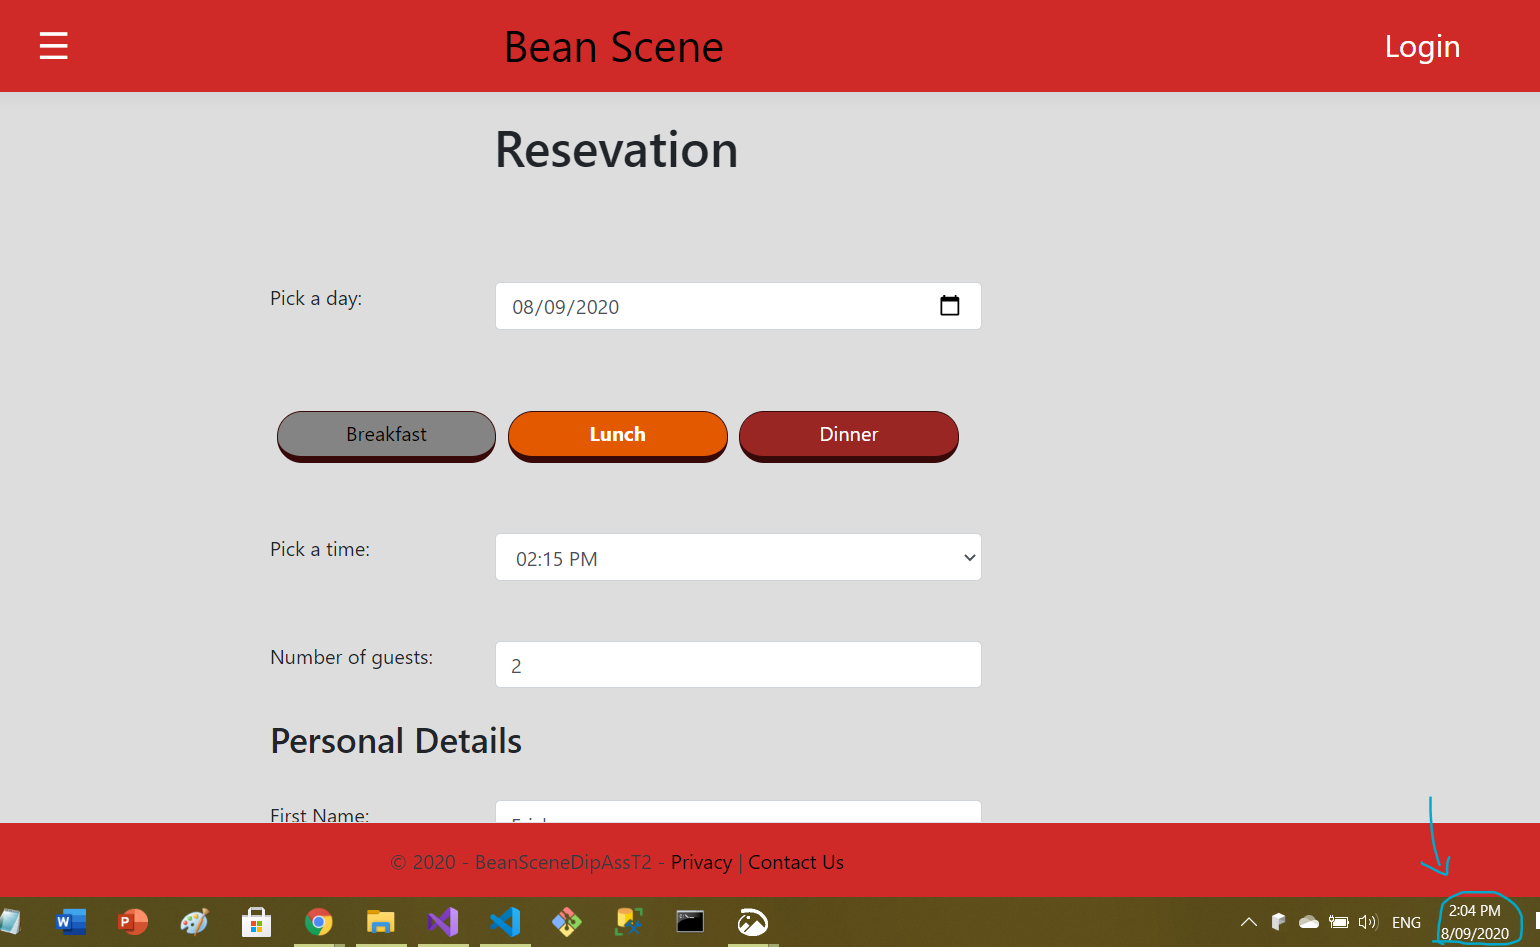 ☰ Bean Scene Login
Resevation
Pick a day: 08/09/2020
Breakfast Lunch Dinner
Pick a time: 02:15 PM
Number of guests: 2
Personal Details
First Name:
© 2020 - BeanSceneDipAssT2 - Privacy | Contact Us
ENG 2:04 PM
8/09/2020